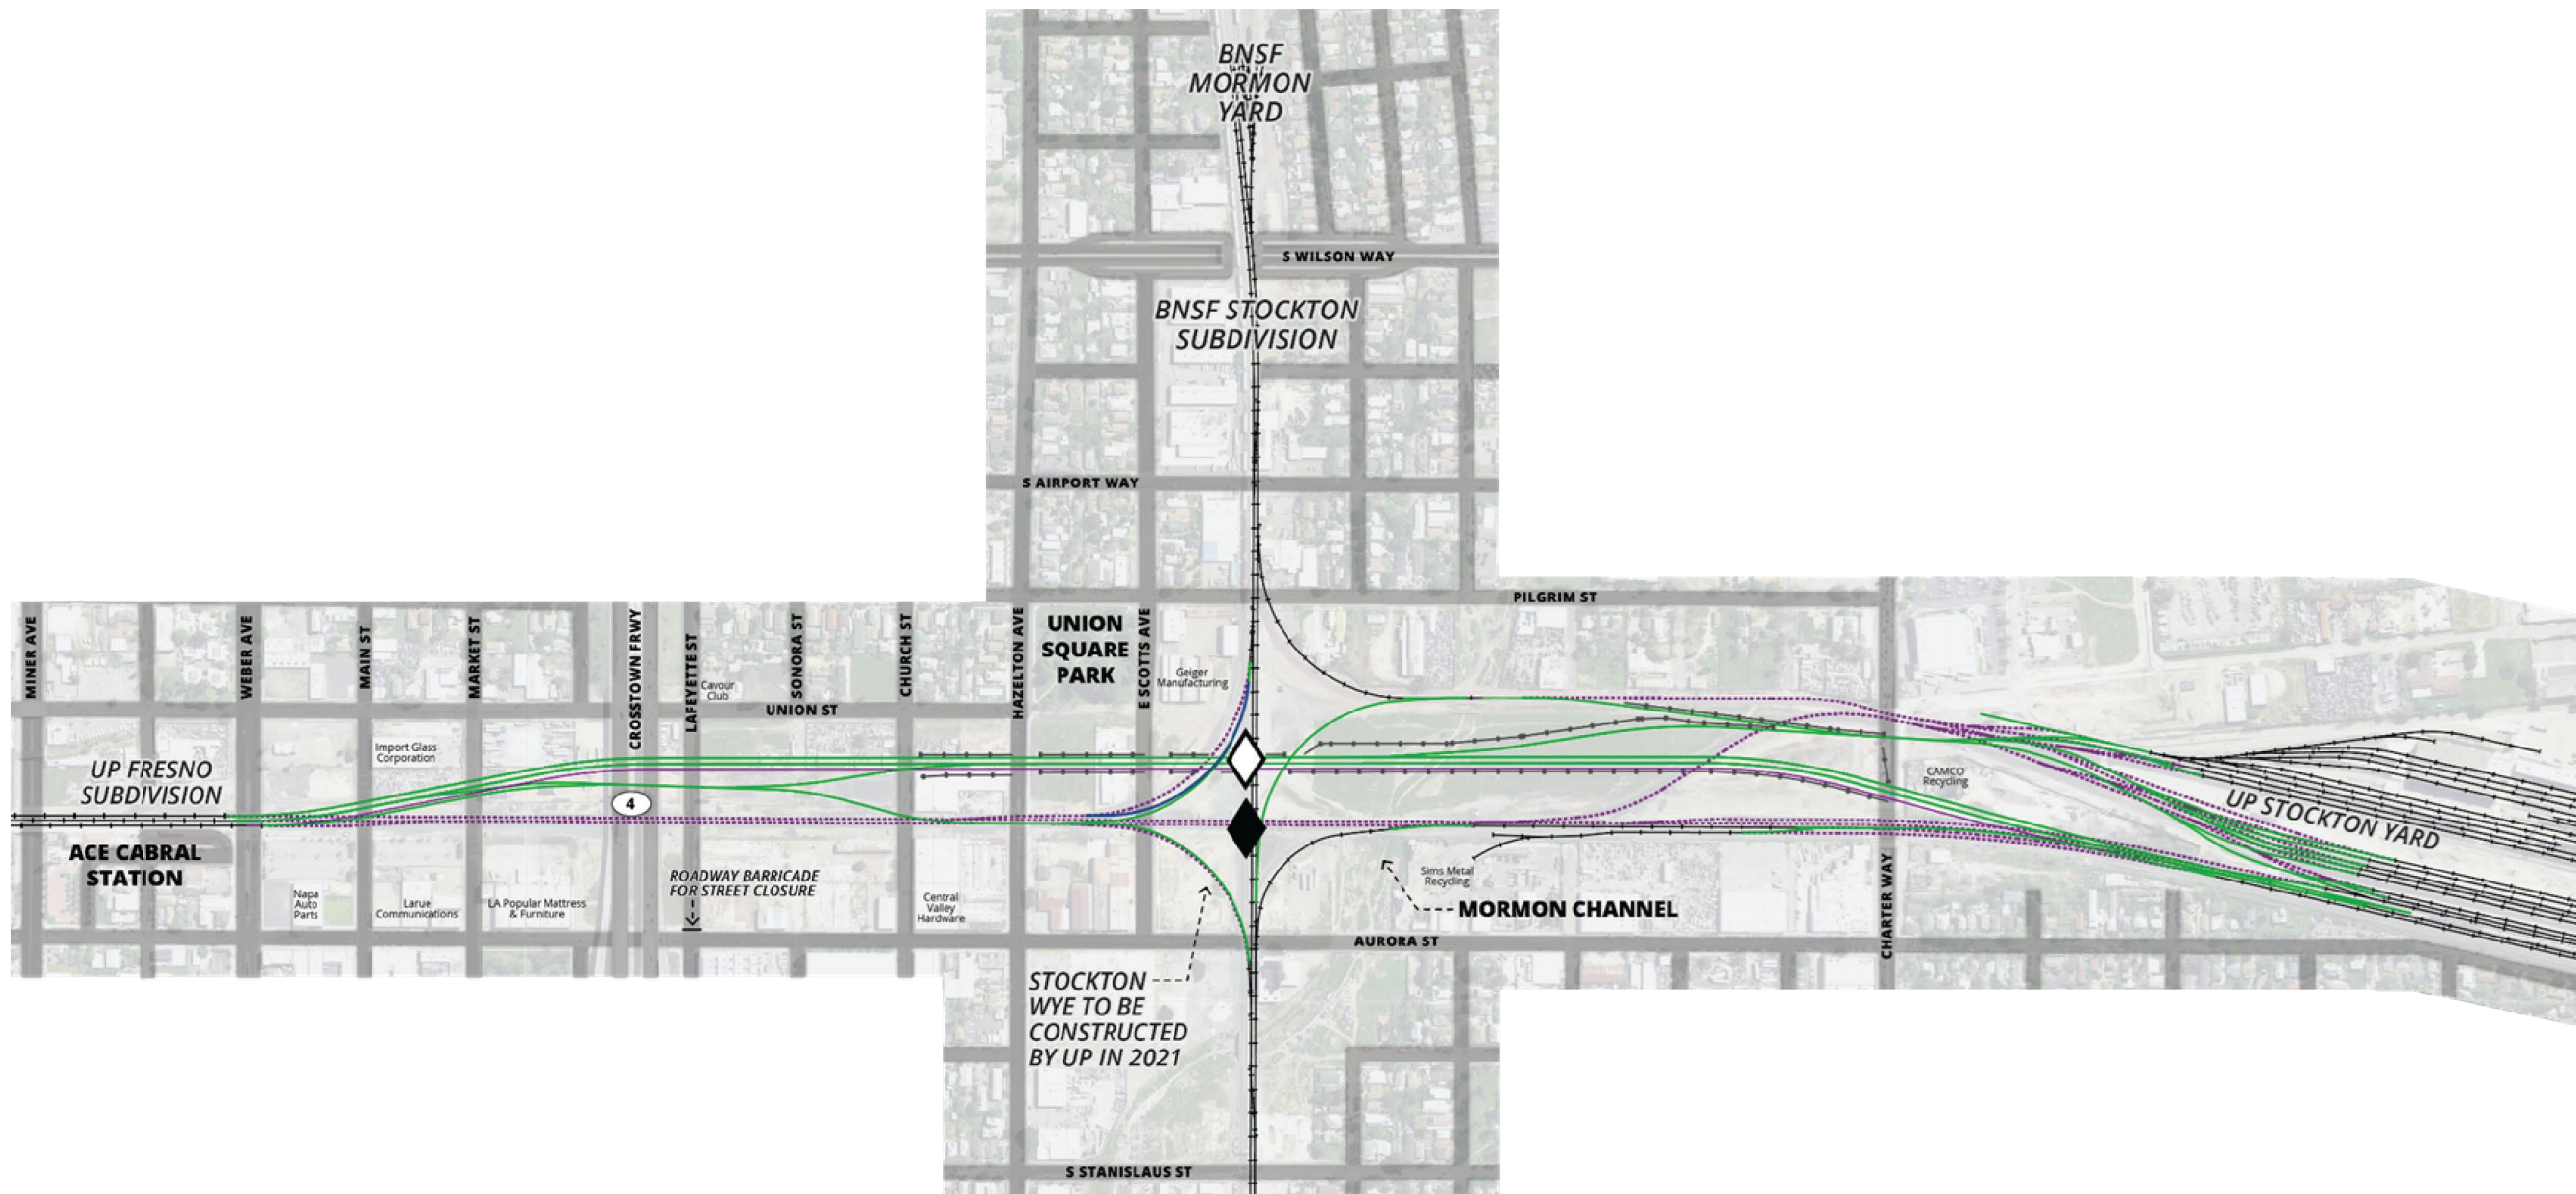 BNSF
MORMON
YARD
S WILSON WAY
BNSF STOCKTON
SUBDIVISION
S AIRPORT WAY
PILGRIM ST
MINER AVE
WEBER AVE
MAIN ST
MARKET ST
CROSSTOWN FRWY
LAFAYETTE ST
Cavour
Club
SONORA ST
CHURCH ST
HAZELTON AVE
UNION
SQUARE
PARK
E SCOTTS AVE
Geiger
Manufacturing
UNION ST
Import Glass
Corporation
UP FRESNO
SUBDIVISION
4
CAMCO
Recycling
UP STOCKTON YARD
ACE CABRAL
STATION
ROADWAY BARRICADE
FOR STREET CLOSURE
Napa
Auto
Parts
Larue
Communications
LA Popular Mattress
& Furniture
Central
Valley
Hardware
Sims Metal
Recycling
MORMON CHANNEL
CHARTER WAY
AURORA ST
STOCKTON
WYE TO BE
CONSTRUCTED
BY UP IN 2021
S STANISLAUS ST